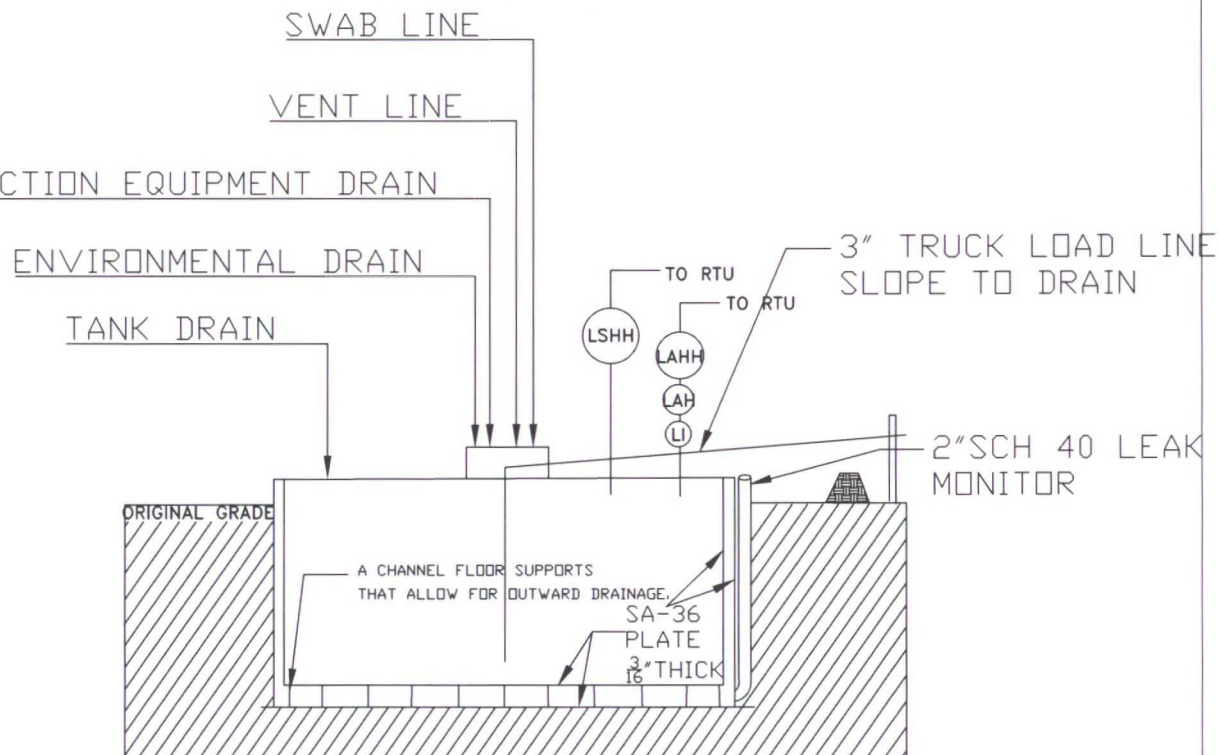 SWAB LINE
VENT LINE
EQUIPMENT DRAIN
ENVIRONMENTAL DRAIN
TANK DRAIN
TO RTU
TO RTU
LSHH
LAHH
LAH
LI
3" TRUCK LOAD LINE
SLOPE TO DRAIN
2"SCH 40 LEAK
MONITOR
ORIGINAL GRADE
A CHANNEL FLOOR SUPPORTS
THAT ALLOW FOR OUTWARD DRAINAGE.
SA-36
PLATE
3/16" THICK